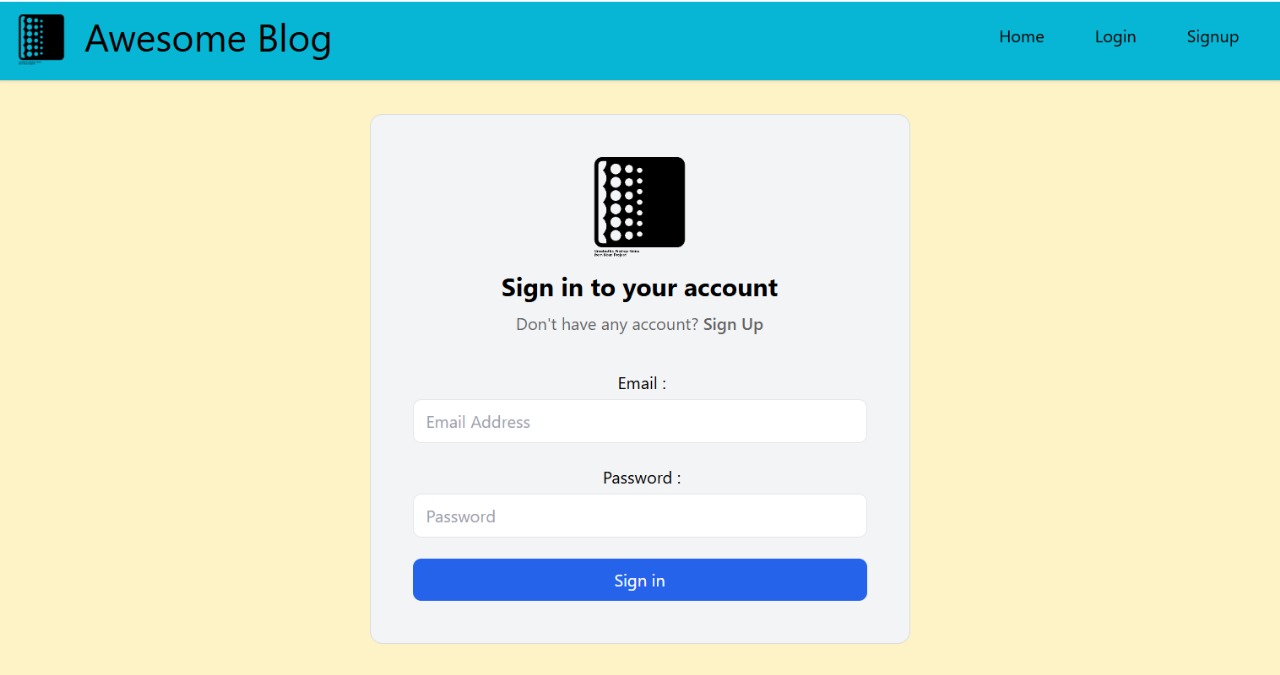 Awesome Blog
Home
Login
Signup
Sign in to your account
Don't have any account? Sign Up
Email :
Email Address
Password :
Password
Sign in